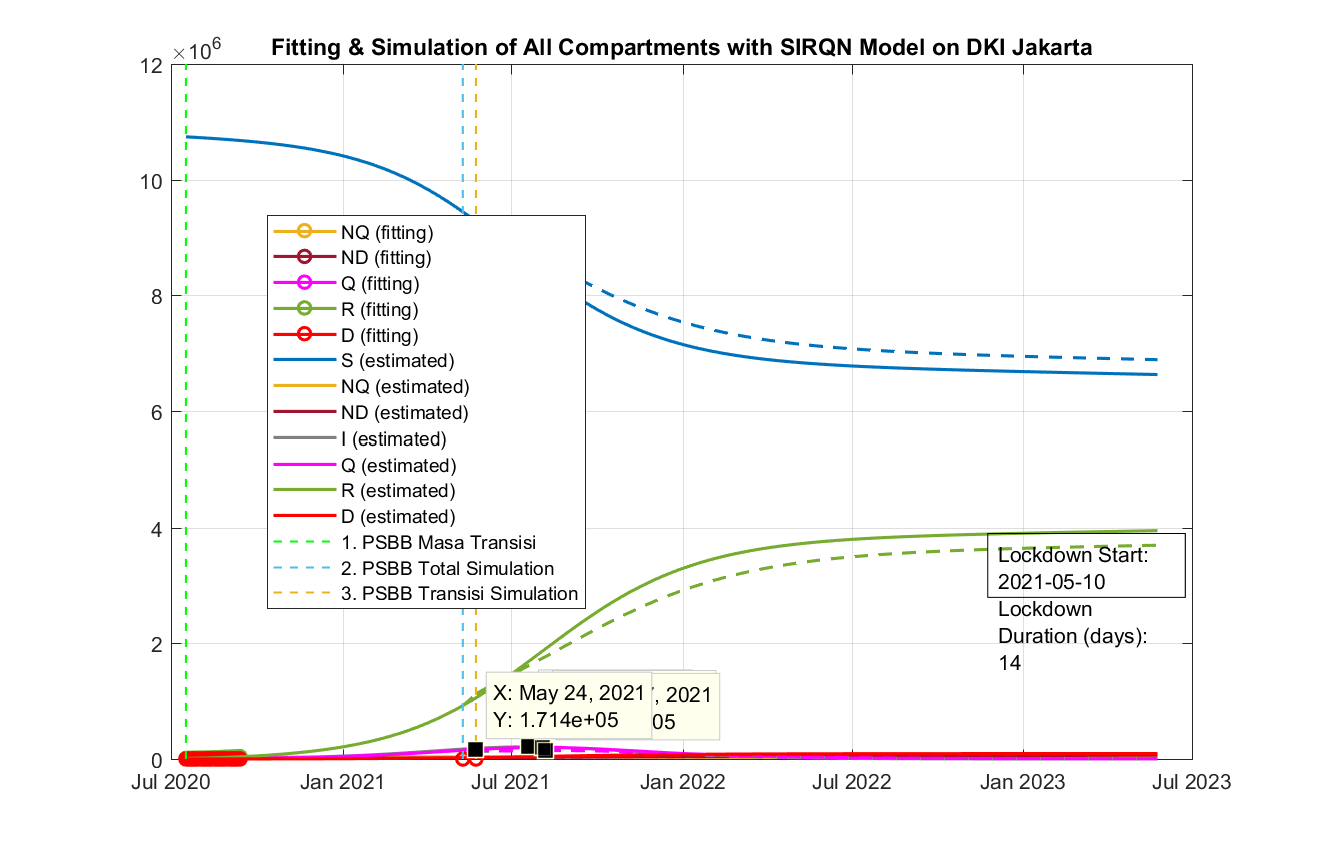 Fitting & Simulation of All Compartments with SIRQN Model on DKI Jakarta
×10^6
12
10
8
6
4
2
0
NQ (fitting)
ND (fitting)
Q (fitting)
R (fitting)
D (fitting)
S (estimated)
NQ (estimated)
ND (estimated)
I (estimated)
Q (estimated)
R (estimated)
D (estimated)
1. PSBB Masa Transisi
2. PSBB Total Simulation
3. PSBB Transisi Simulation
Lockdown Start:
2021-05-10
Lockdown
Duration (days):
14
X: May 24, 2021
Y: 1.714e+05
, 2021
05
Jul 2020
Jan 2021
Jul 2021
Jan 2022
Jul 2022
Jan 2023
Jul 2023